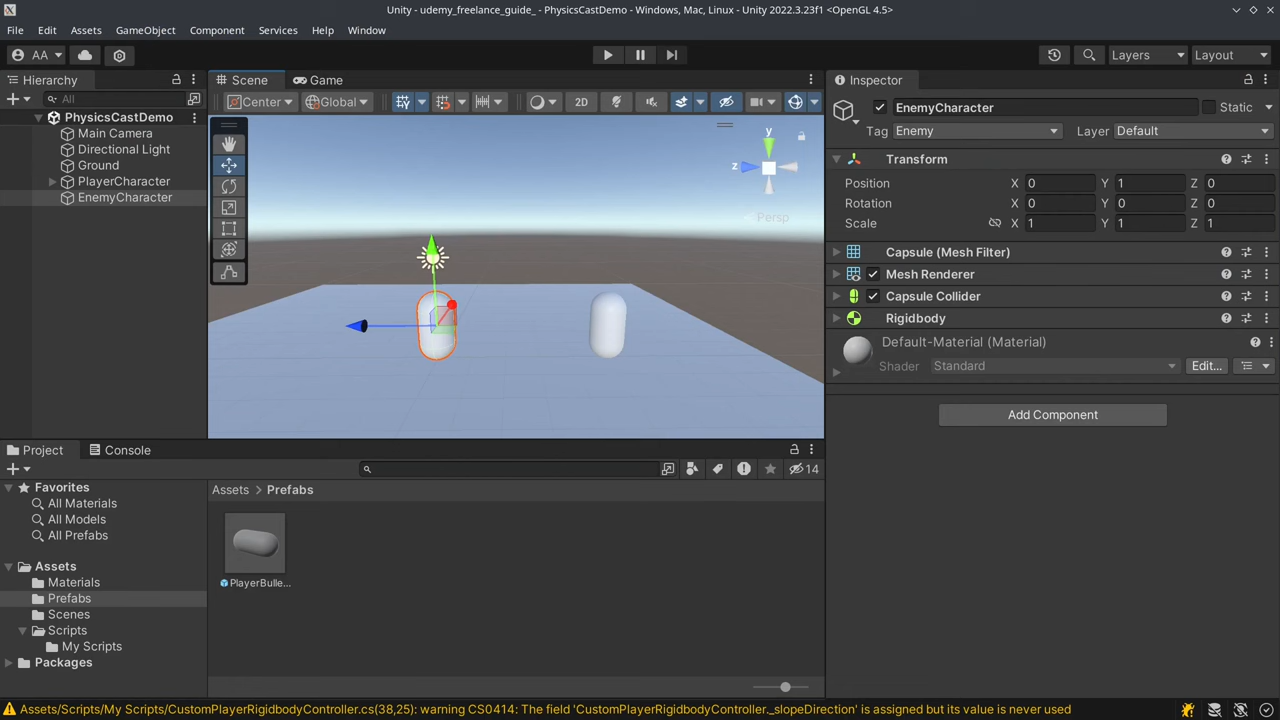 Unity - udemy_freelance_guide_ - PhysicsCastDemo - Windows, Mac, Linux - Unity 2022.3.23f1 <OpenGL 4.5>
File Edit Assets GameObject Component Services Help Window
AA Layers Layout
Hierarchy
All
PhysicsCastDemo
Main Camera
Directional Light
Ground
PlayerCharacter
EnemyCharacter
Scene Game
Center Global 2D
y
z
Persp
Inspector
EnemyCharacter Static
Tag Enemy Layer Default
Transform
Position X 0 Y 1 Z 0
Rotation X 0 Y 0 Z 0
Scale X 1 Y 1 Z 1
Capsule (Mesh Filter)
Mesh Renderer
Capsule Collider
Rigidbody
Default-Material (Material)
Shader Standard Edit...
Add Component
Project Console
14
Favorites
All Materials
All Models
All Prefabs
Assets
Materials
Prefabs
Scenes
Scripts
My Scripts
Packages
Assets > Prefabs
PlayerBulle...
Assets/Scripts/My Scripts/CustomPlayerRigidbodyController.cs(38,25): warning CS0414: The field 'CustomPlayerRigidbodyController._slopeDirection' is assigned but its value is never used